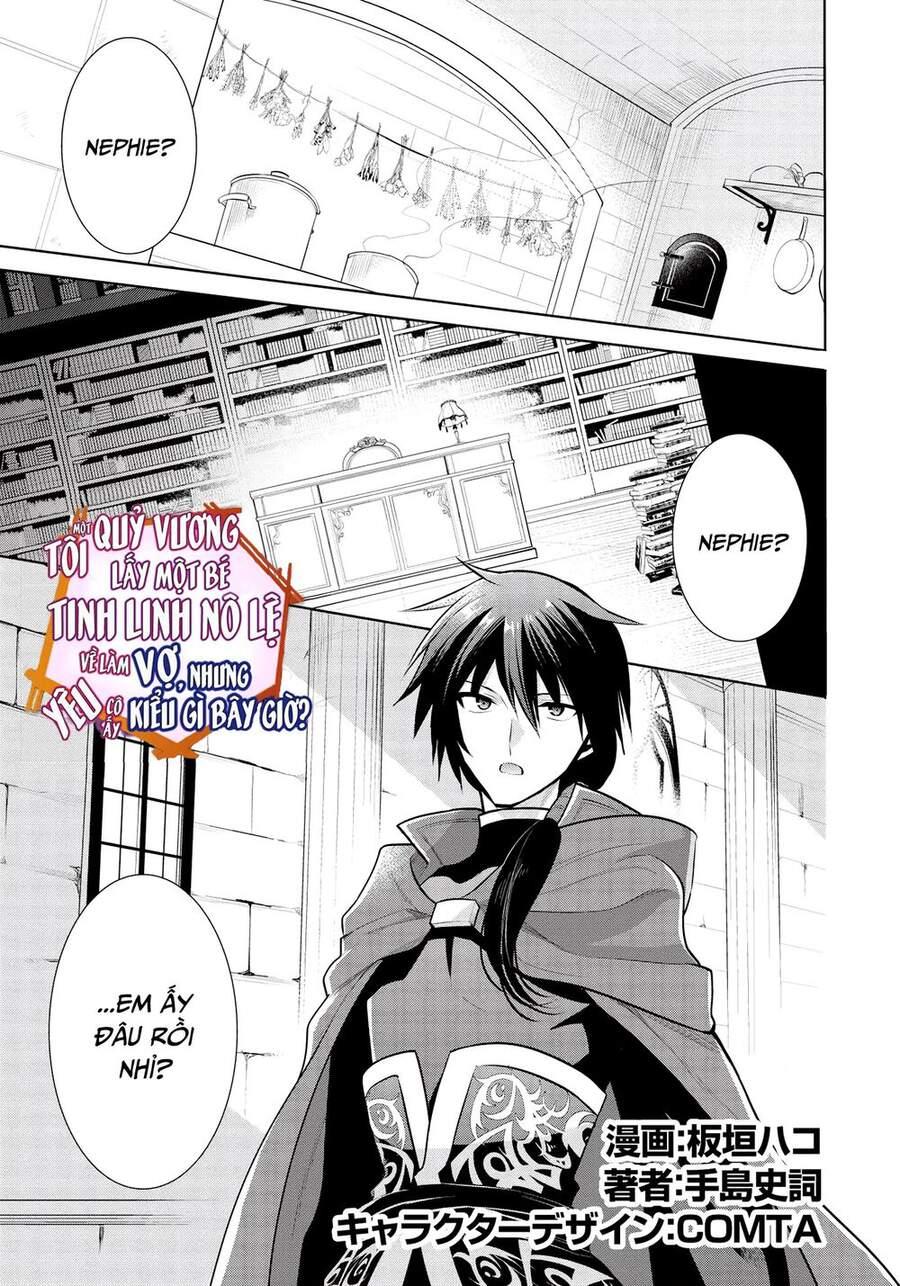 NEPHIE?
NEPHIE?
MỘT
TÔI QUỶ VƯƠNG
LẤY MỘT BÉ
TINH LINH NÔ LỆ
VỀ LÀM VỢ, NHƯNG
YÊU CÔ ẤY KIỂU GÌ BÂY GIỜ?
...EM ẤY
ĐÂU RỒI
NHỈ?
漫画:板垣ハコ
著者:手島史詞
キャラクターデザイン:COMTA